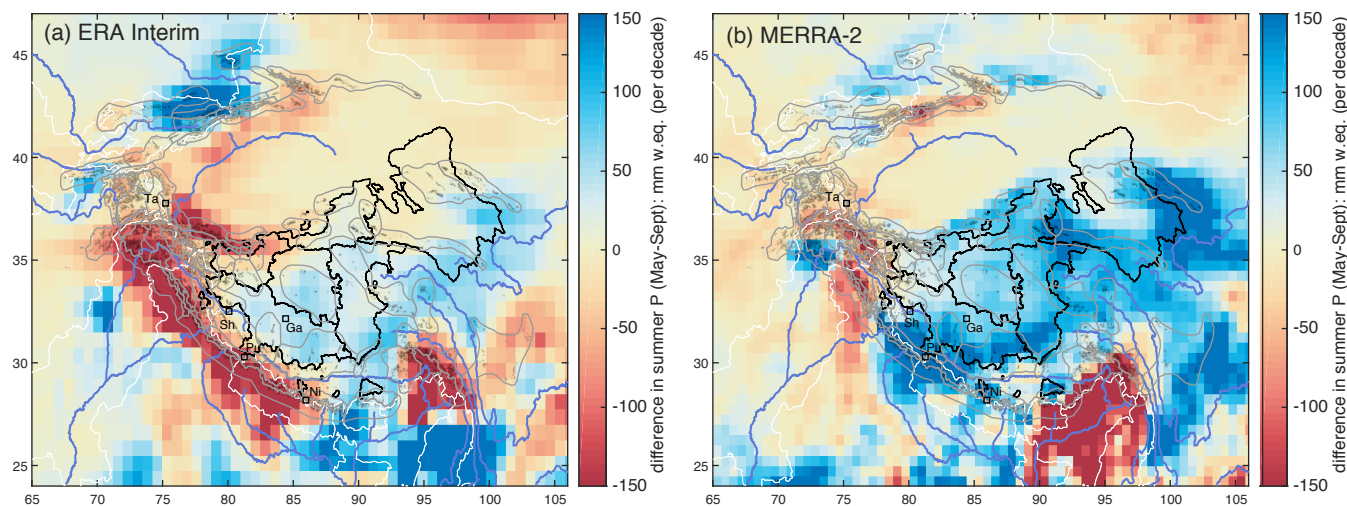 (a) ERA Interim
45
40
35
30
25
65 70 75 80 85 90 95 100 105
Ta
Sh
Ga
Pu
Ni
150
100
50
0
-50
-100
-150
difference in summer P (May-Sept): mm w.eq. (per decade)
(b) MERRA-2
45
40
35
30
25
65 70 75 80 85 90 95 100 105
Ta
Sh
Ga
Pu
Ni
150
100
50
0
-50
-100
-150
difference in summer P (May-Sept): mm w.eq. (per decade)